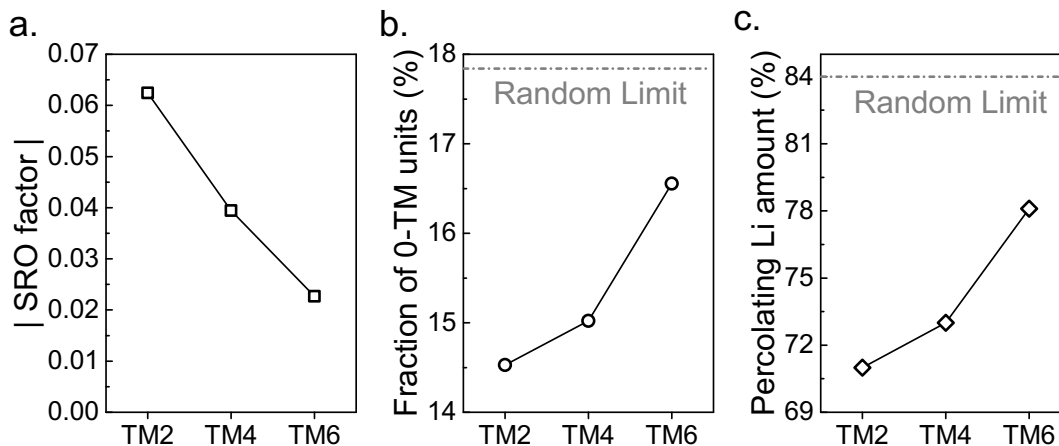 a.
| SRO factor |
0.07
0.06
0.05
0.04
0.03
0.02
0.01
0.00
TM2 TM4 TM6
b.
Fraction of 0-TM units (%)
18
17
16
15
14
Random Limit
TM2 TM4 TM6
c.
Percolating Li amount (%)
84
81
78
75
72
69
Random Limit
TM2 TM4 TM6